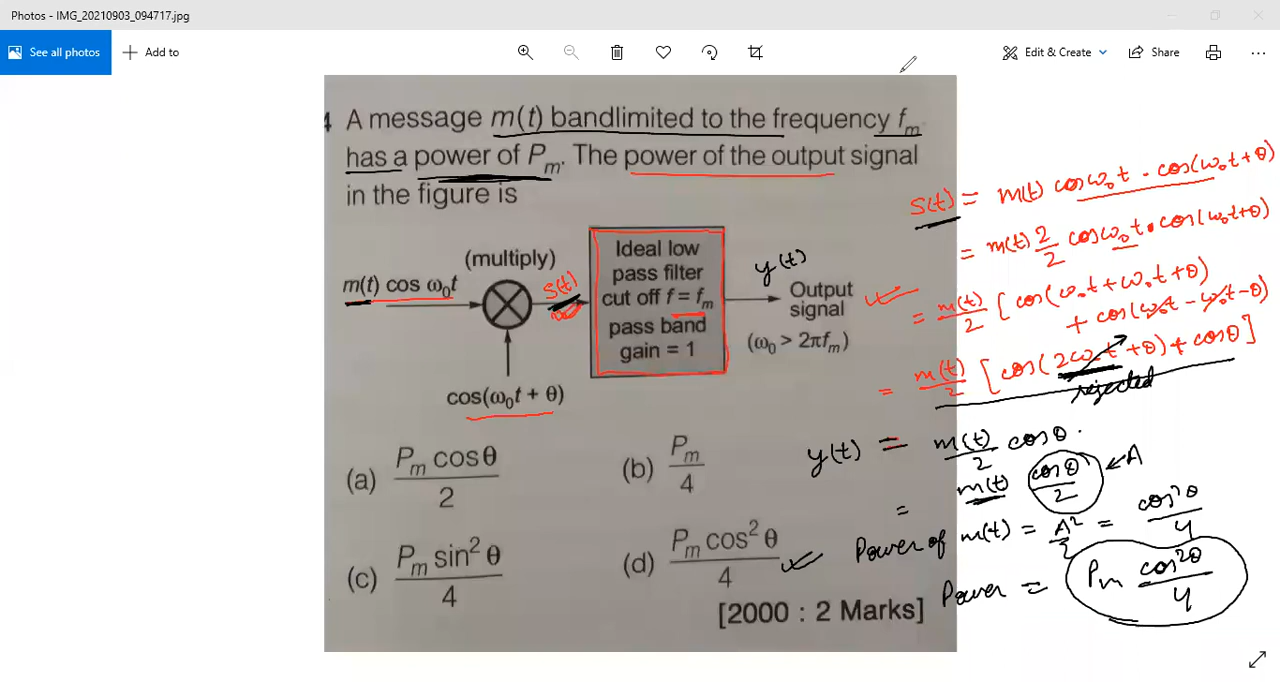 Photos - IMG_20210903_094717.jpg
See all photos
Add to
Edit & Create
Share
A message m(t) bandlimited to the frequency fₘ
has a power of Pₘ. The power of the output signal
in the figure is
(multiply)
m(t) cos ω₀t
s(t)
Ideal low
pass filter
cut off f = fₘ
pass band
gain = 1
y(t)
Output
signal
(ω₀ > 2πfₘ)
cos(ω₀t + θ)
(a) Pₘ cosθ / 2
(b) Pₘ / 4
(c) Pₘ sin² θ / 4
(d) Pₘ cos² θ / 4
[2000 : 2 Marks]
s(t) = m(t) cosω₀t · cos(ω₀t+θ)
= m(t) 2/2 cosω₀t · cos(ω₀t+θ)
= m(t)/2 [cos(ω₀t+ω₀t+θ)
+ cos(ω₀t-ω₀t-θ)
= m(t)/2 [cos(2ω₀t+θ) + cosθ]
rejected
y(t) = m(t)/2 cosθ.
= m(t) cosθ/2 ← A
Power of m(t) = A²/2 = cos²θ/4
Power = Pₘ cos²θ/4